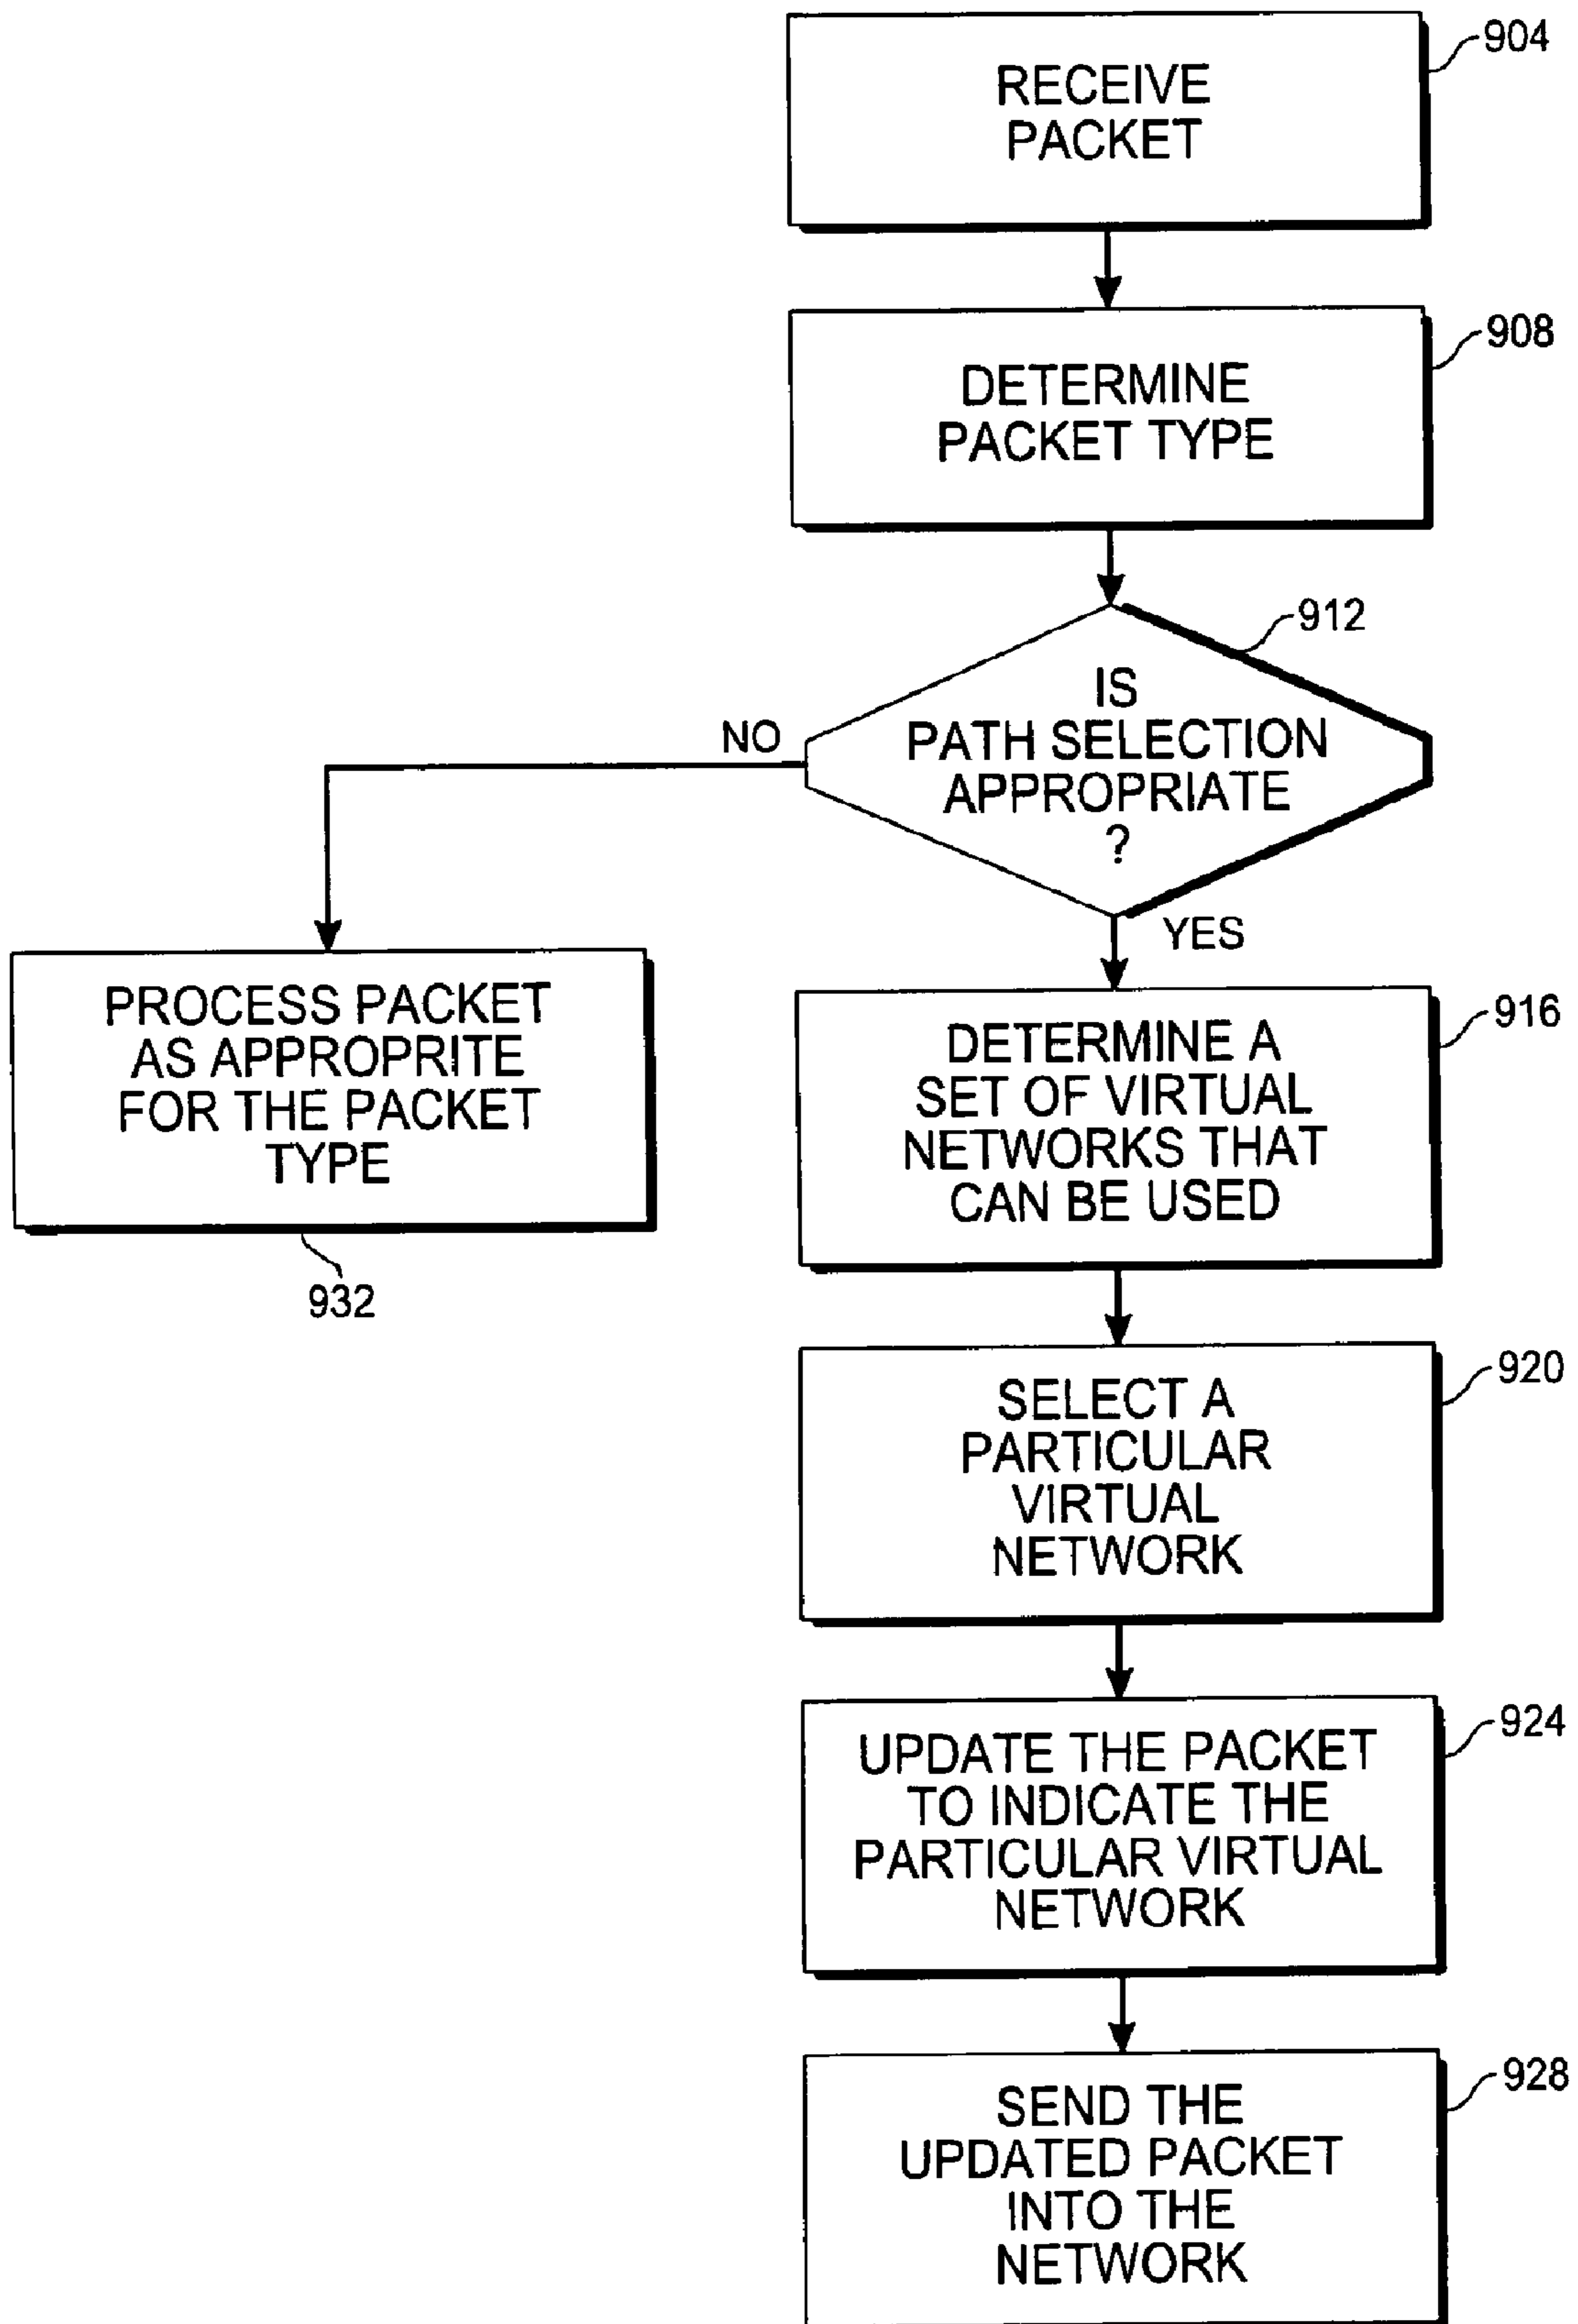 904
RECEIVE
PACKET
908
DETERMINE
PACKET TYPE
912
IS
PATH SELECTION
APPROPRIATE
?
NO
YES
PROCESS PACKET
AS APPROPRITE
FOR THE PACKET
TYPE
932
916
DETERMINE A
SET OF VIRTUAL
NETWORKS THAT
CAN BE USED
920
SELECT A
PARTICULAR
VIRTUAL
NETWORK
924
UPDATE THE PACKET
TO INDICATE THE
PARTICULAR VIRTUAL
NETWORK
928
SEND THE
UPDATED PACKET
INTO THE
NETWORK